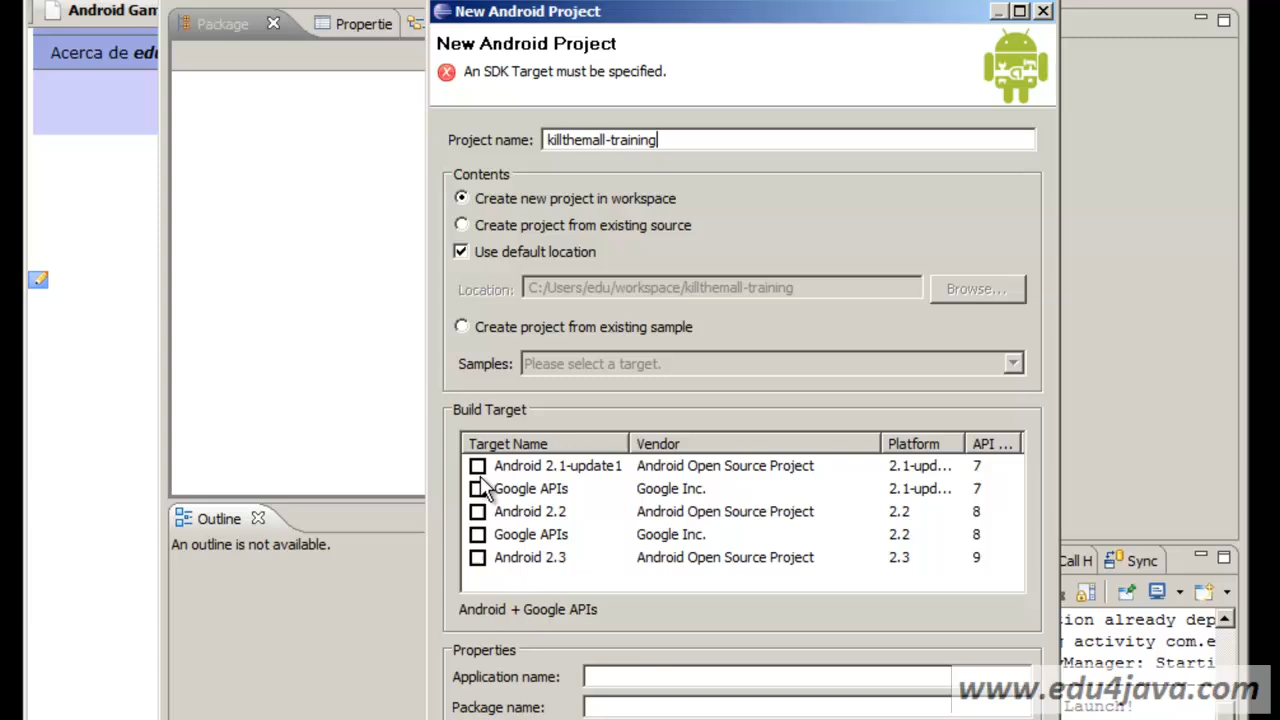 Android Gam
Acerca de edu
Package
Propertie
New Android Project
New Android Project
An SDK Target must be specified.
Project name: killthemall-training
Contents
Create new project in workspace
Create project from existing source
Use default location
Location: C:/Users/edu/workspace/killthemall-training Browse...
Create project from existing sample
Samples: Please select a target.
Build Target
Target Name Vendor Platform API ...
Android 2.1-update1 Android Open Source Project 2.1-upd... 7
Google APIs Google Inc. 2.1-upd... 7
Android 2.2 Android Open Source Project 2.2 8
Google APIs Google Inc. 2.2 8
Android 2.3 Android Open Source Project 2.3 9
Android + Google APIs
Properties
Application name:
Package name:
Outline
An outline is not available.
Call H Sync
ion already dep
activity com.e
yManager: Starti
Launch!
www.edu4java.com